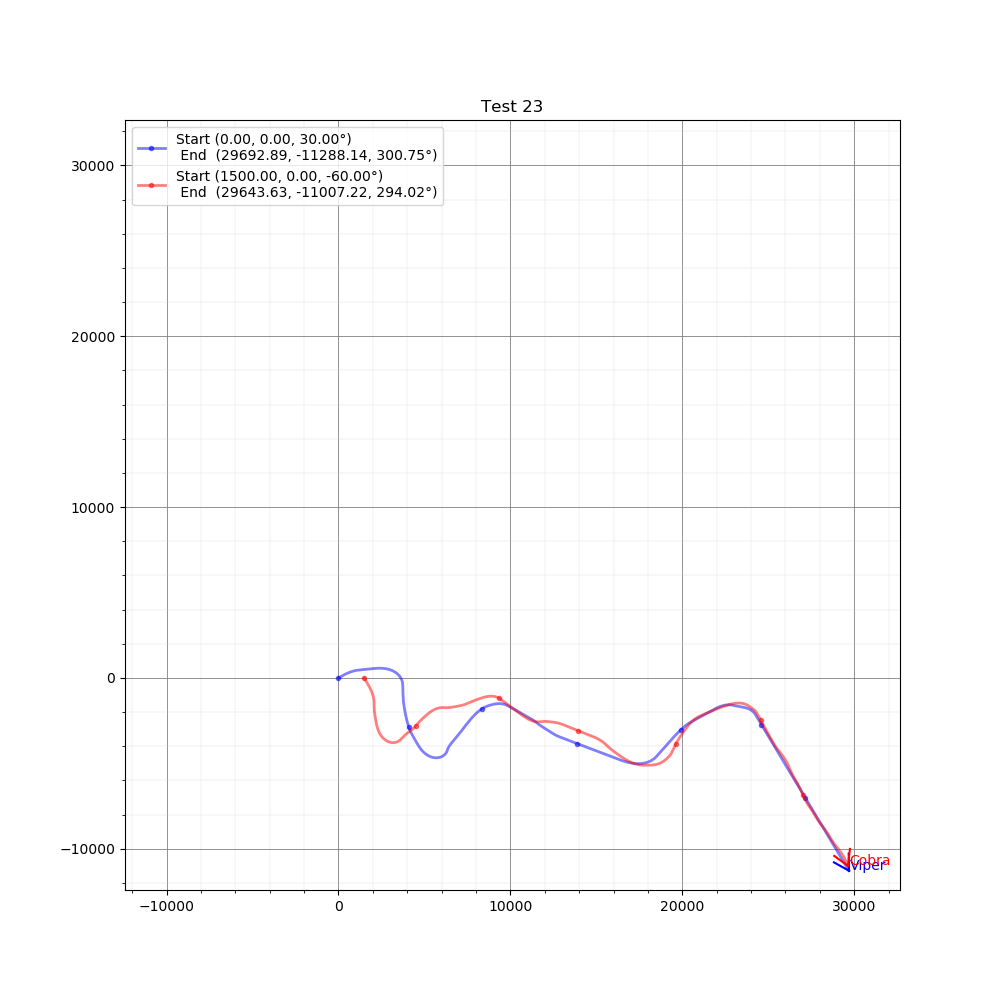 Test 23
Start (0.00, 0.00, 30.00°)
End (29692.89, -11288.14, 300.75°)
Start (1500.00, 0.00, -60.00°)
End (29643.63, -11007.22, 294.02°)
30000
20000
10000
0
−10000
Cobra
Viper
−10000 0 10000 20000 30000